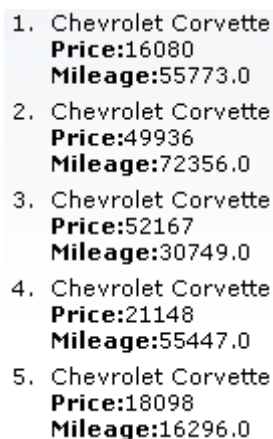 1. Chevrolet Corvette
Price:16080
Mileage:55773.0
2. Chevrolet Corvette
Price:49936
Mileage:72356.0
3. Chevrolet Corvette
Price:52167
Mileage:30749.0
4. Chevrolet Corvette
Price:21148
Mileage:55447.0
5. Chevrolet Corvette
Price:18098
Mileage:16296.0